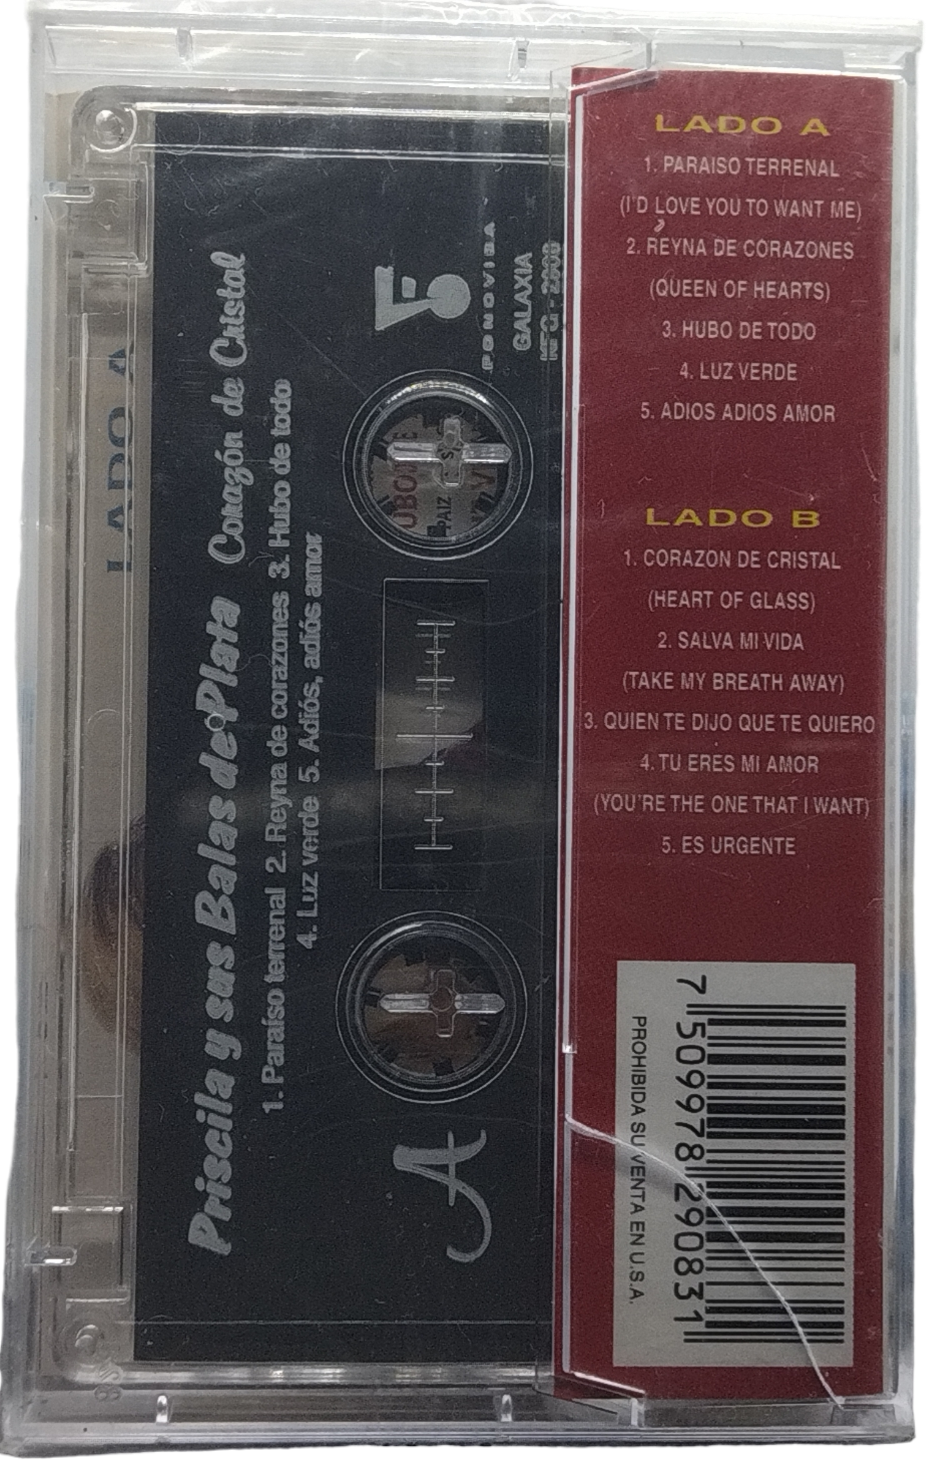 LADO A
1. PARAISO TERRENAL
(I'D LOVE YOU TO WANT ME)
2. REYNA DE CORAZONES
(QUEEN OF HEARTS)
3. HUBO DE TODO
4. LUZ VERDE
5. ADIOS ADIOS AMOR
LADO B
1. CORAZON DE CRISTAL
(HEART OF GLASS)
2. SALVA MI VIDA
(TAKE MY BREATH AWAY)
3. QUIEN TE DIJO QUE TE QUIERO
4. TU ERES MI AMOR
(YOU'RE THE ONE THAT I WANT)
5. ES URGENTE
7 509978 290831
PROHIBIDA SU VENTA EN U.S.A.
LADO A
Priscila y sus Balas de Plata Corazón de Cristal
1. Paraíso terrenal 2. Reyna de corazones 3. Hubo de todo
4. Luz verde 5. Adiós, adiós amor
FONOVISA
GALAXIA
MFG - 2000
A